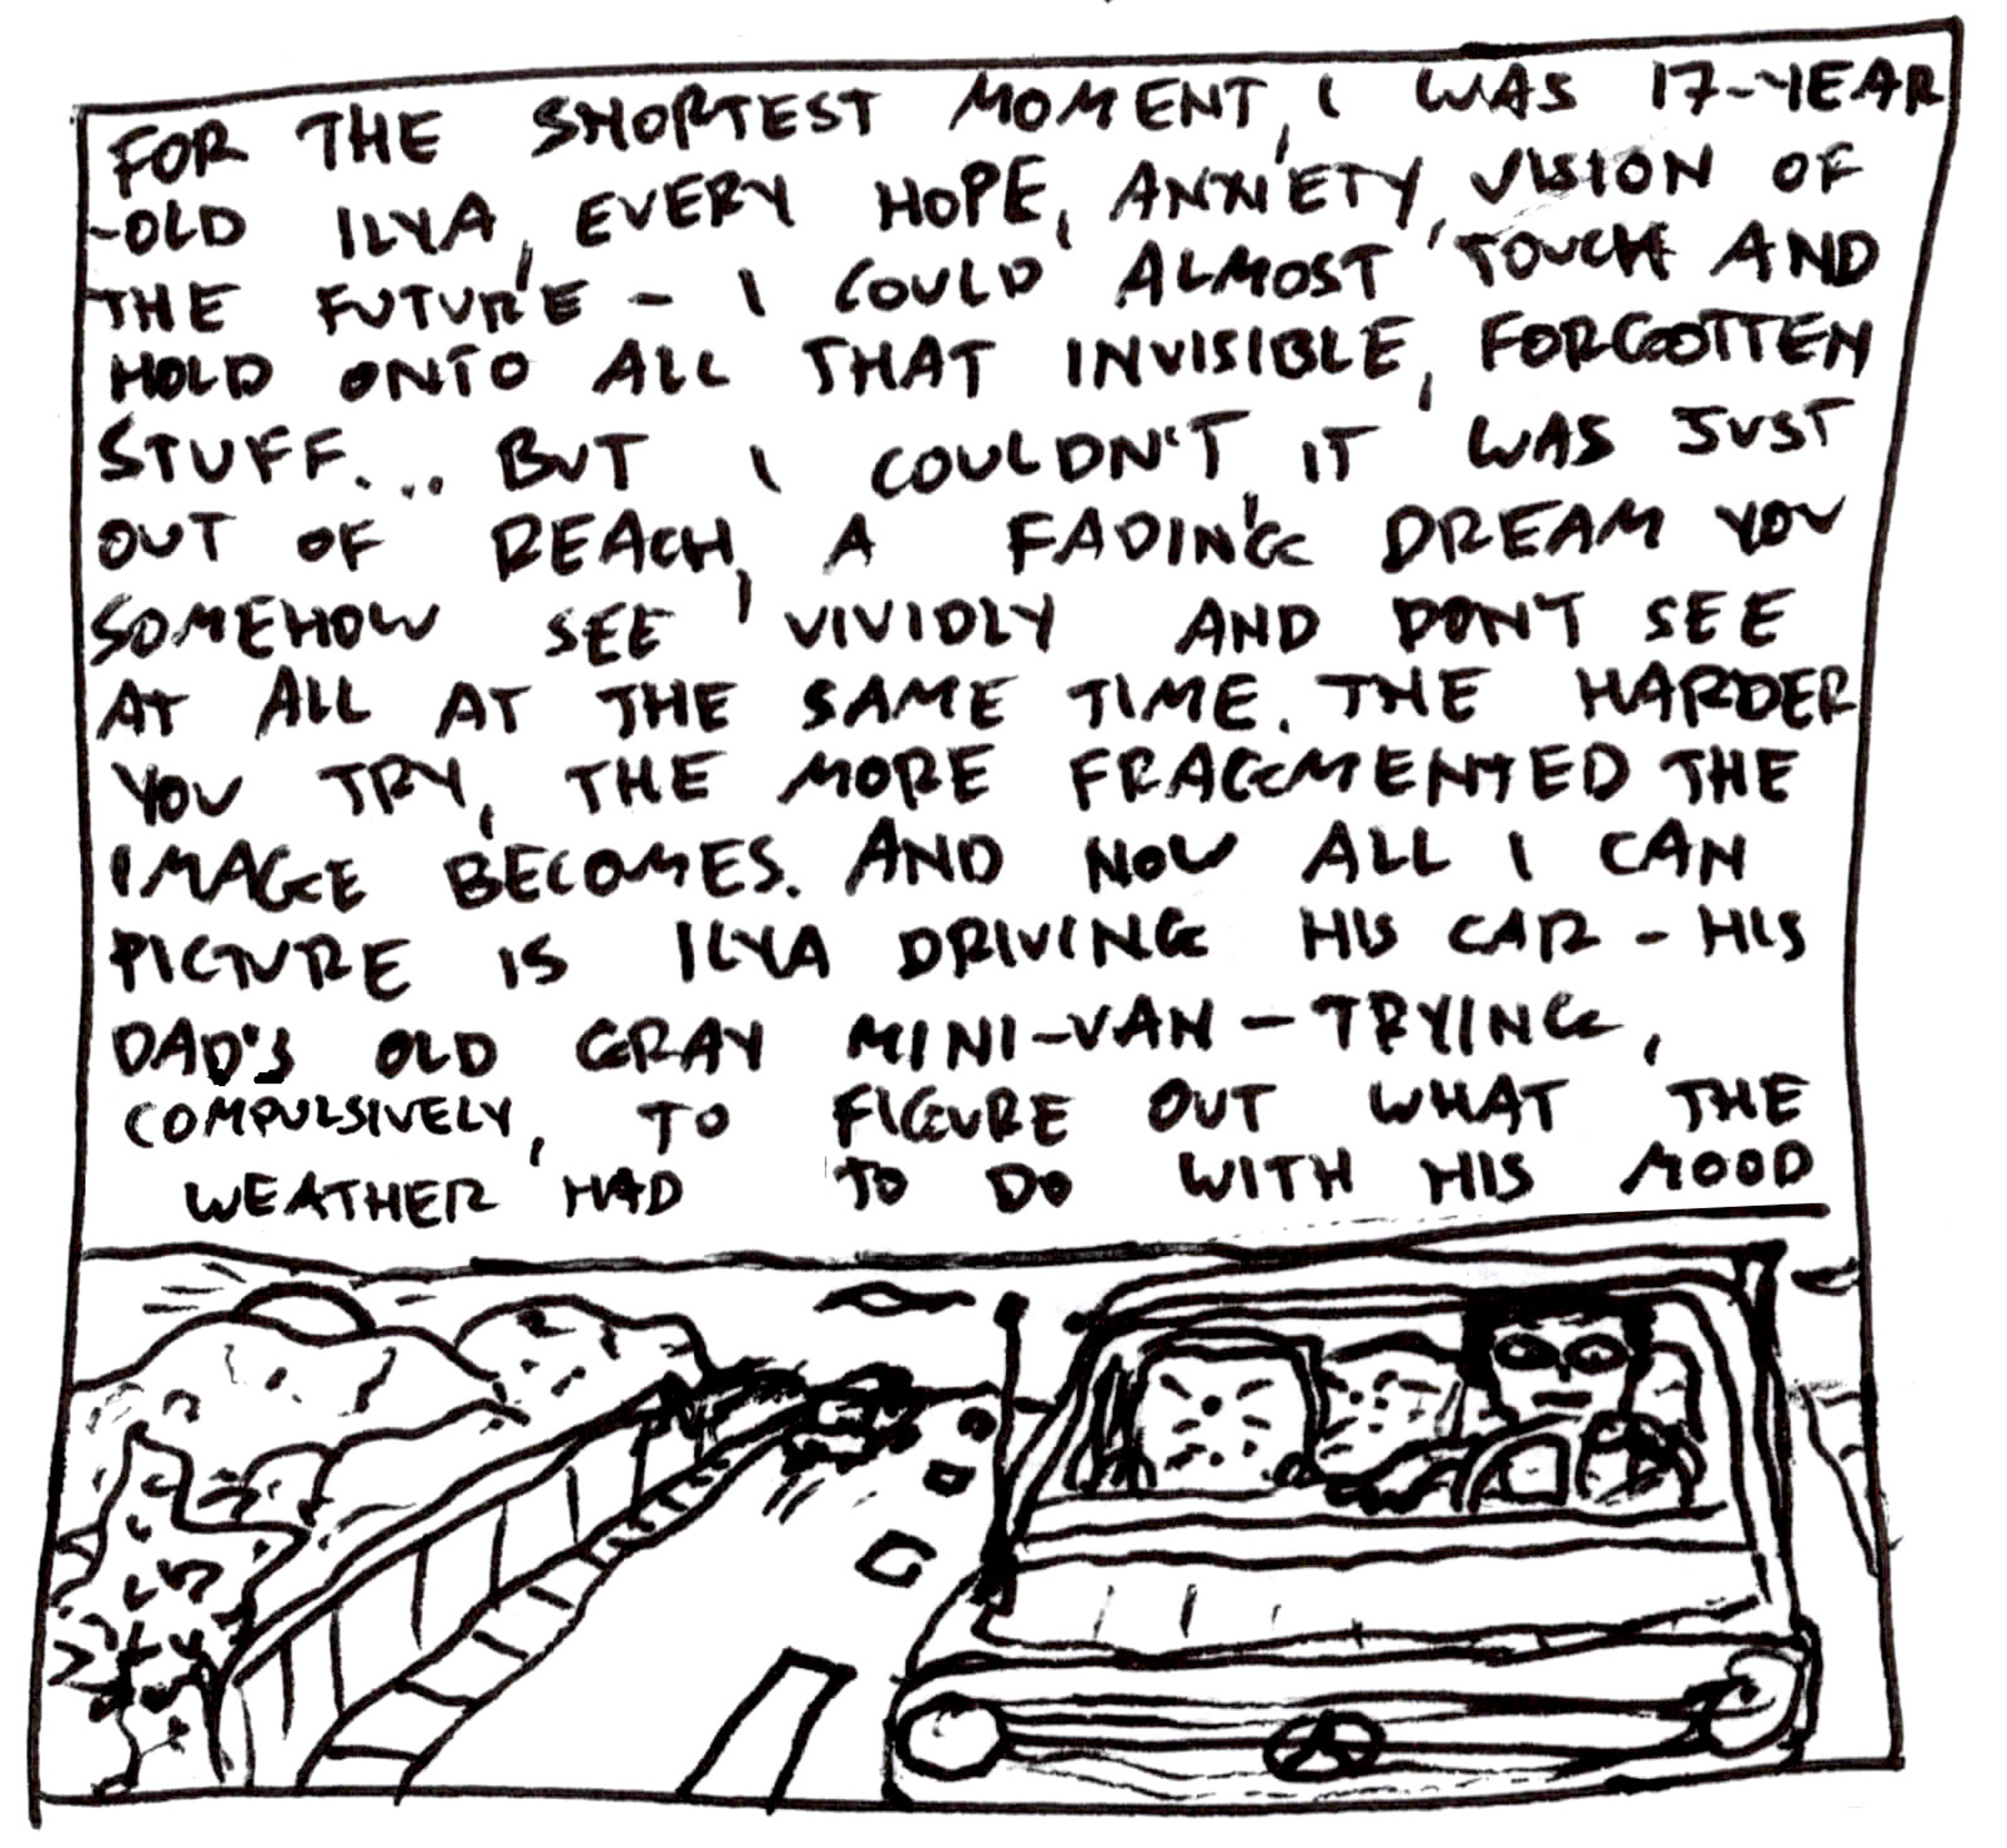 FOR THE SHORTEST MOMENT, I WAS 17-YEAR
-OLD ILYA, EVERY HOPE, ANXIETY, VISION OF
THE FUTURE - I COULD ALMOST TOUCH AND
HOLD ONTO ALL THAT INVISIBLE, FORGOTTEN
STUFF... BUT I COULDN'T, IT WAS JUST
OUT OF REACH, A FADING DREAM YOU
SOMEHOW SEE VIVIDLY AND DON'T SEE
AT ALL AT THE SAME TIME. THE HARDER
YOU TRY, THE MORE FRAGMENTED THE
IMAGE BECOMES. AND NOW ALL I CAN
PICTURE IS ILYA DRIVING HIS CAR - HIS
DAD'S OLD GRAY MINI-VAN - TRYING,
COMPULSIVELY, TO FIGURE OUT WHAT THE
WEATHER HAD TO DO WITH HIS MOOD